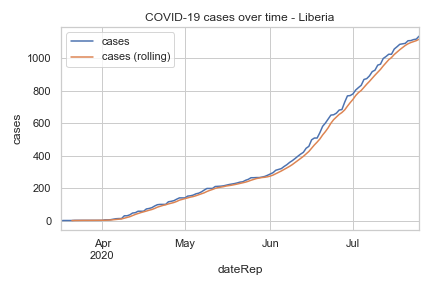 COVID-19 cases over time - Liberia
cases
cases (rolling)
cases
1000
800
600
400
200
0
Apr
2020
May
Jun
Jul
dateRep